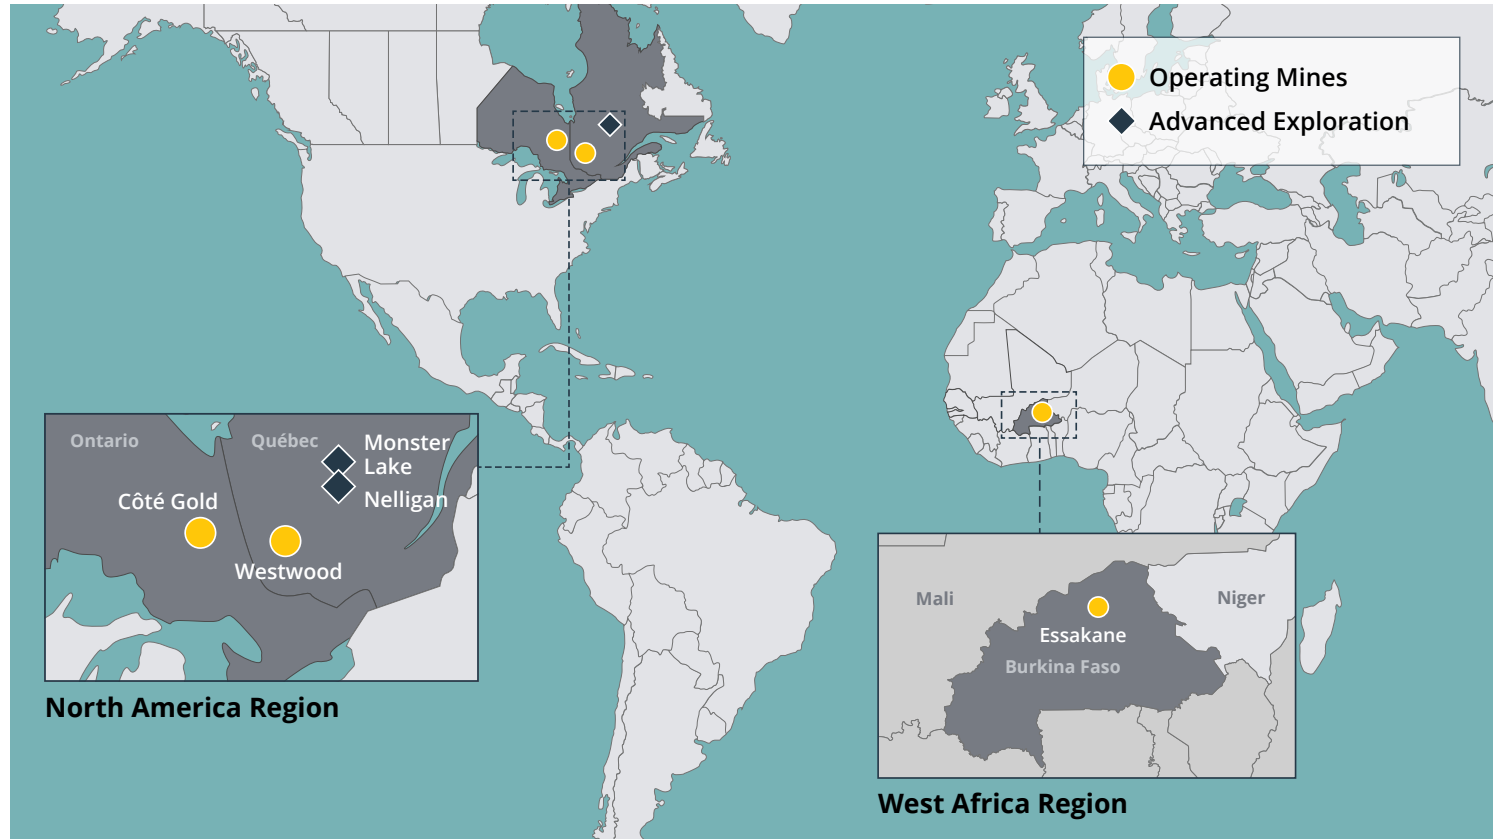 Operating Mines
Advanced Exploration
Ontario
Québec
Monster
Lake
Nelligan
Côté Gold
Westwood
North America Region
Mali
Niger
Essakane
Burkina Faso
West Africa Region